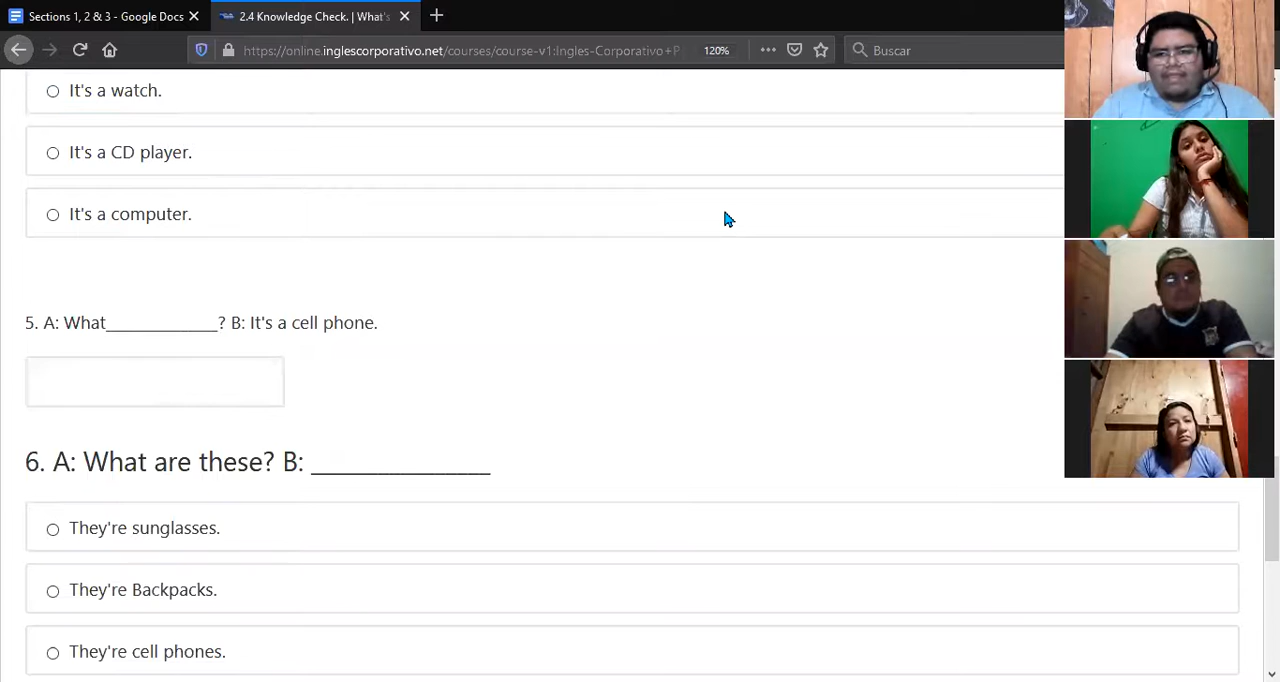 Sections 1, 2 & 3 - Google Docs
2.4 Knowledge Check. | What's
https://online.inglescorporativo.net/courses/course-v1:Ingles-Corporativo+P
120%
Buscar
It's a watch.
It's a CD player.
It's a computer.
5. A: What____________? B: It's a cell phone.
6. A: What are these? B: _______________
They're sunglasses.
They're Backpacks.
They're cell phones.